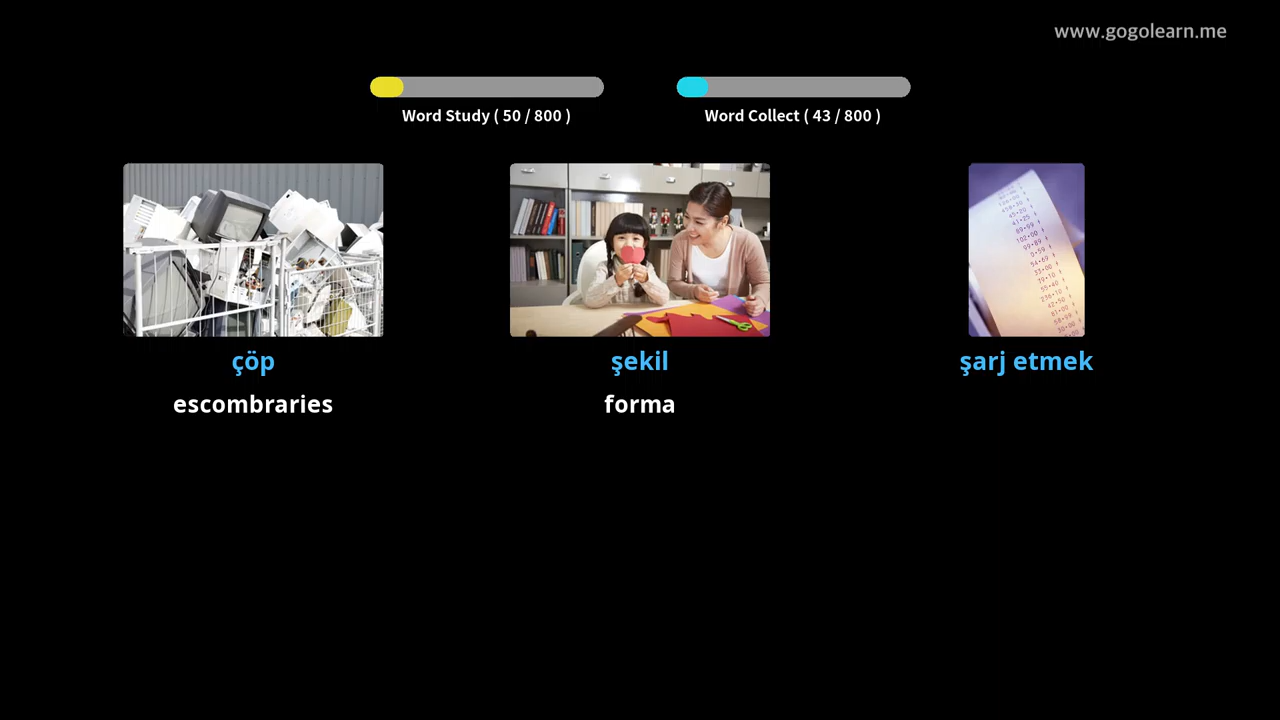 www.gogolearn.me
Word Study ( 50 / 800 )
Word Collect ( 43 / 800 )
çöp
şekil
şarj etmek
escombraries
forma